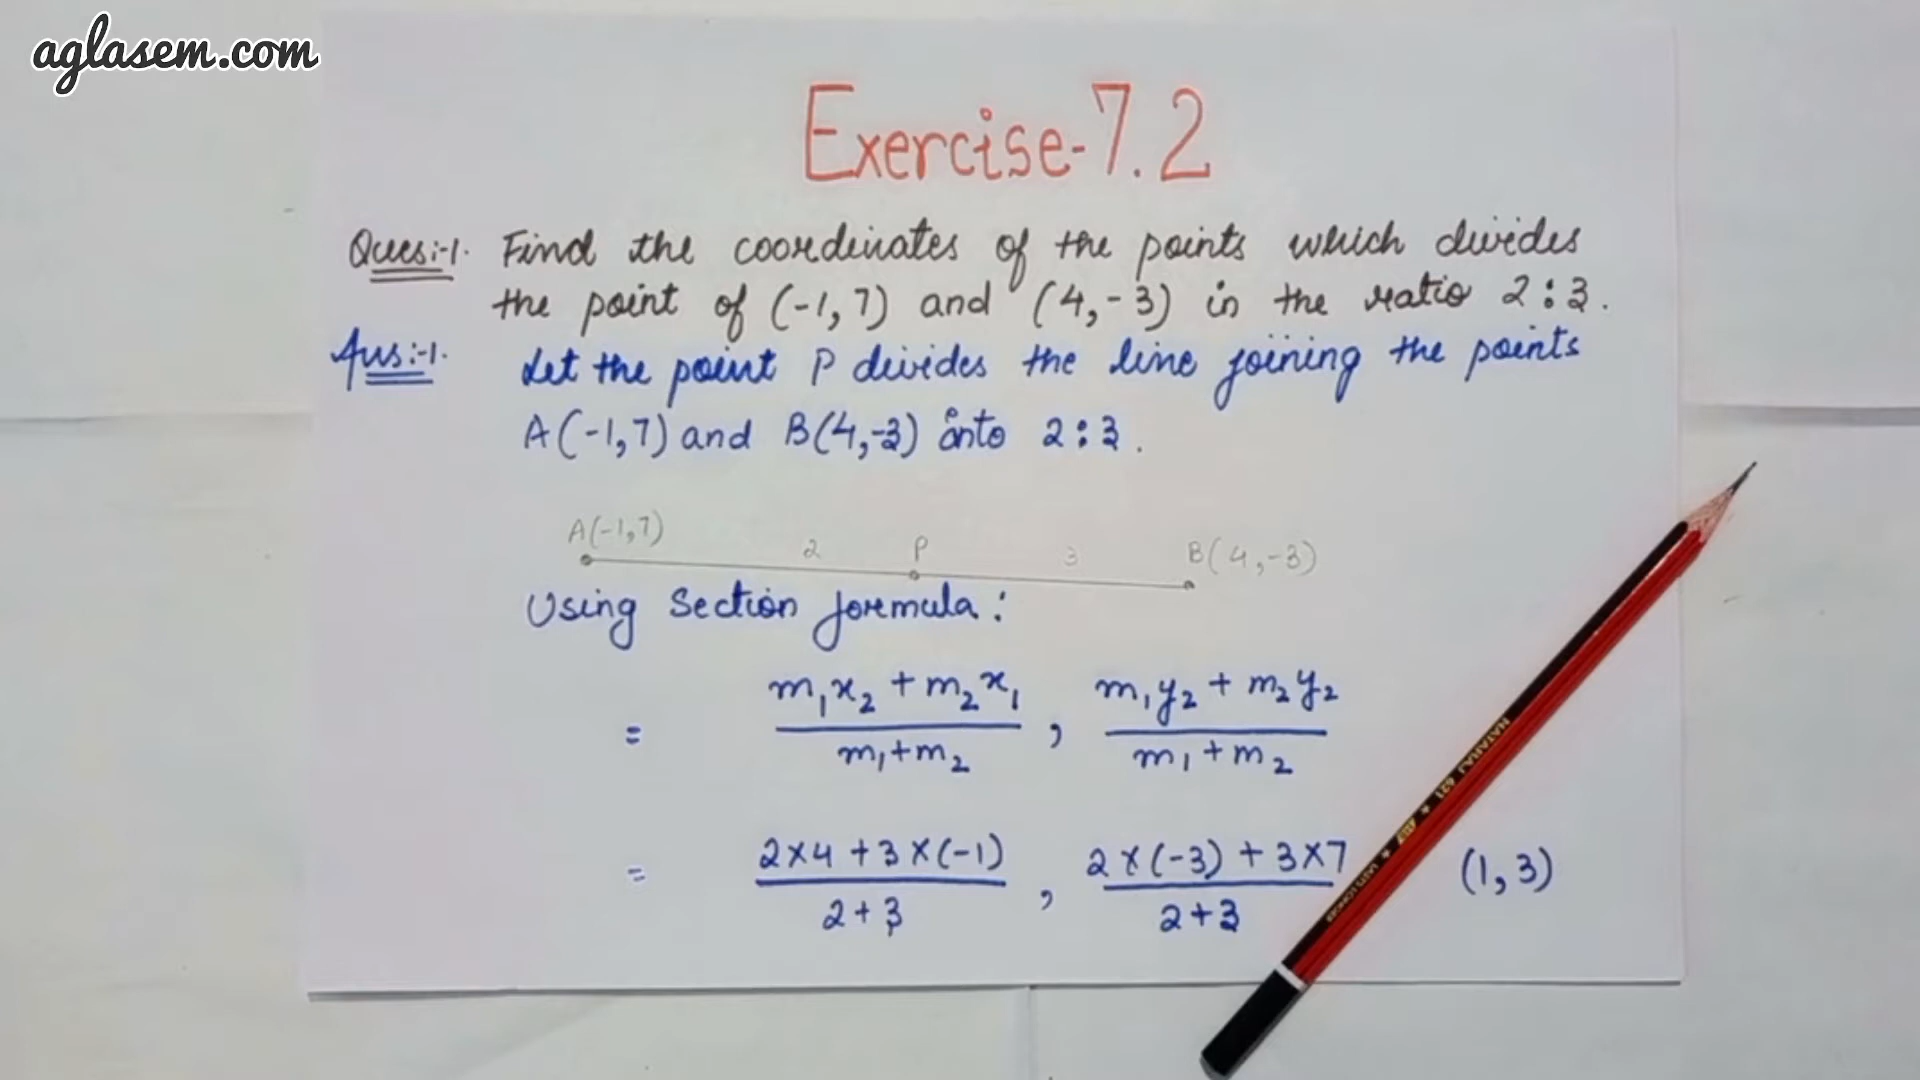 aglasem.com
Exercise-7.2
Ques:-1. Find the coordinates of the points which divides
the point of (-1,7) and (4,-3) in the ratio 2:3.
Ans:-1. Let the point P divides the line joining the points
A(-1,7) and B(4,-3) into 2:3.
A(-1,7) 2 P 3 B(4,-3)
Using Section formula:
= m₁x₂ + m₂x₁ / m₁+m₂ , m₁y₂ + m₂y₂ / m₁+m₂
= 2×4+3×(-1) / 2+3 , 2×(-3)+3×7 / 2+3 (1,3)
NATARAJ 621